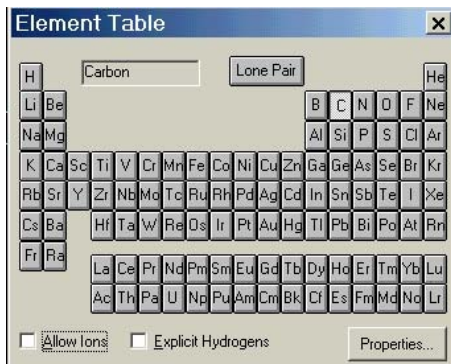 Element Table
H Carbon Lone Pair He
Li Be B C N O F Ne
Na Mg Al Si P S Cl Ar
K Ca Sc Ti V Cr Mn Fe Co Ni Cu Zn Ga Ge As Se Br Kr
Rb Sr Y Zr Nb Mo Tc Ru Rh Pd Ag Cd In Sn Sb Te I Xe
Cs Ba Hf Ta W Re Os Ir Pt Au Hg Tl Pb Bi Po At Rn
Fr Ra
La Ce Pr Nd Pm Sm Eu Gd Tb Dy Ho Er Tm Yb Lu
Ac Th Pa U Np Pu Am Cm Bk Cf Es Fm Md No Lr
Allow Ions Explicit Hydrogens Properties...